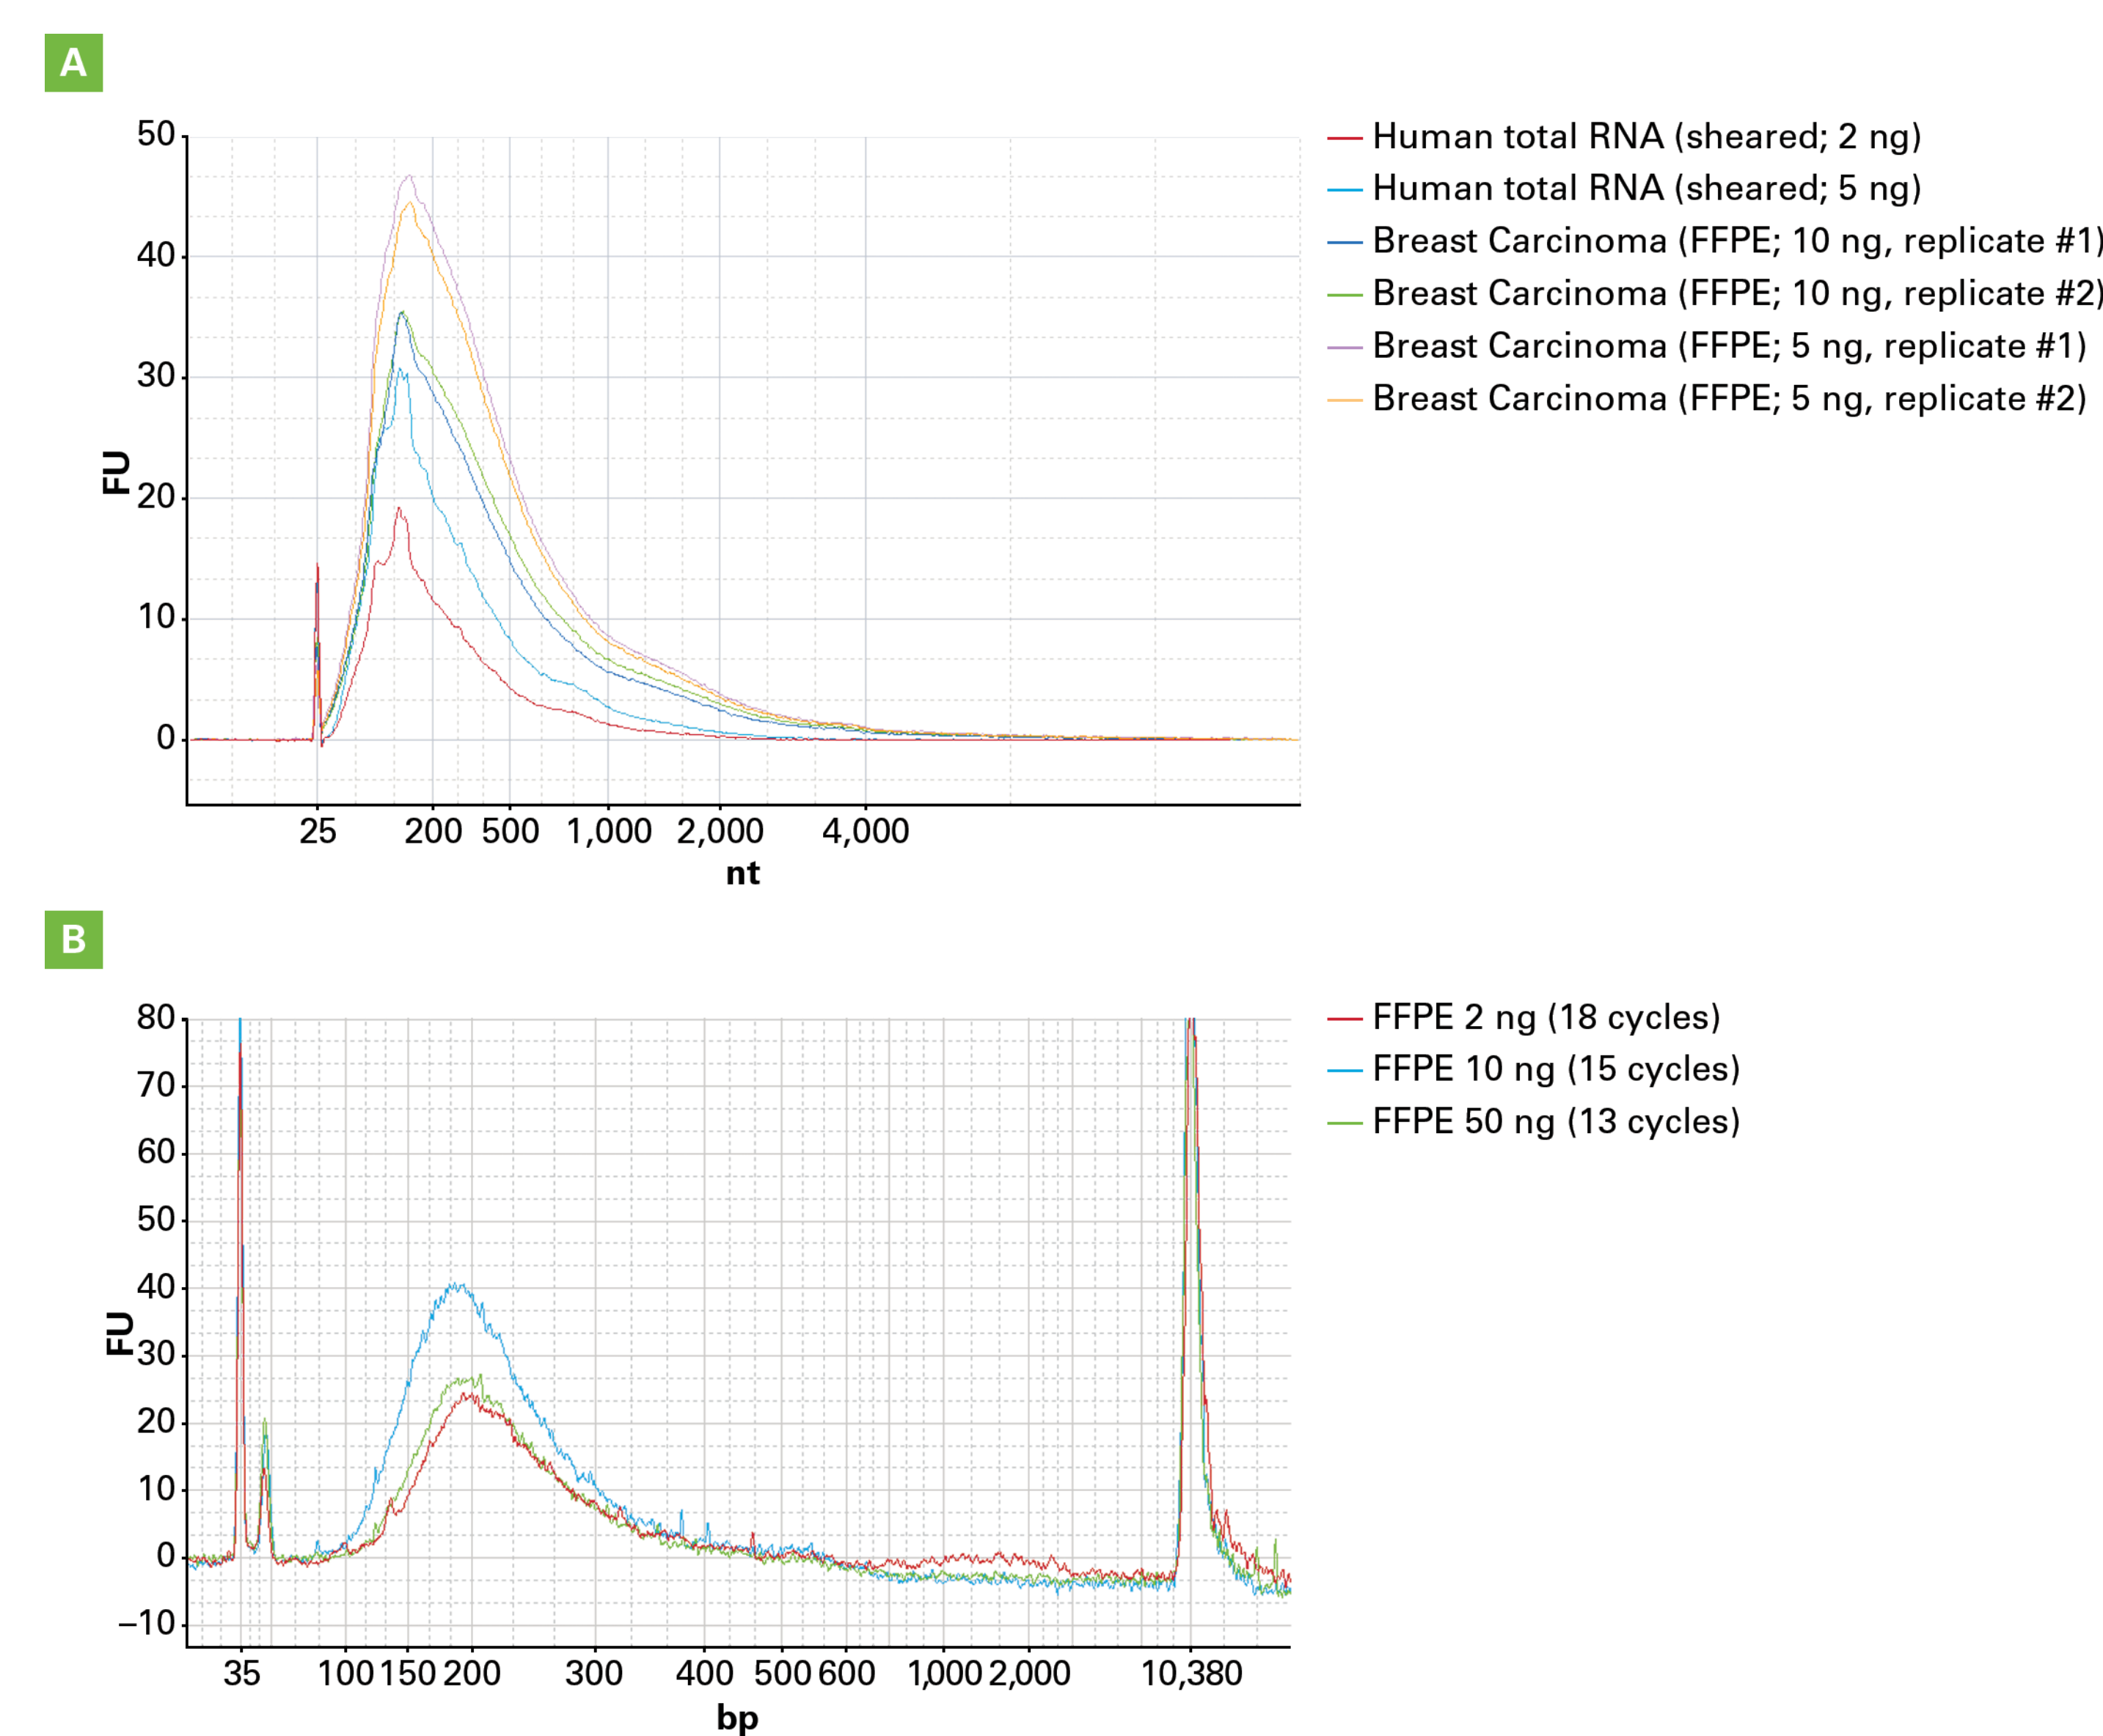 A
50
40
30
20
10
0
FU
25 200 500 1,000 2,000 4,000
nt
Human total RNA (sheared; 2 ng)
Human total RNA (sheared; 5 ng)
Breast Carcinoma (FFPE; 10 ng, replicate #1)
Breast Carcinoma (FFPE; 10 ng, replicate #2)
Breast Carcinoma (FFPE; 5 ng, replicate #1)
Breast Carcinoma (FFPE; 5 ng, replicate #2)
B
80
70
60
50
40
30
20
10
0
–10
FU
35 100 150 200 300 400 500 600 1,000 2,000 10,380
bp
FFPE 2 ng (18 cycles)
FFPE 10 ng (15 cycles)
FFPE 50 ng (13 cycles)